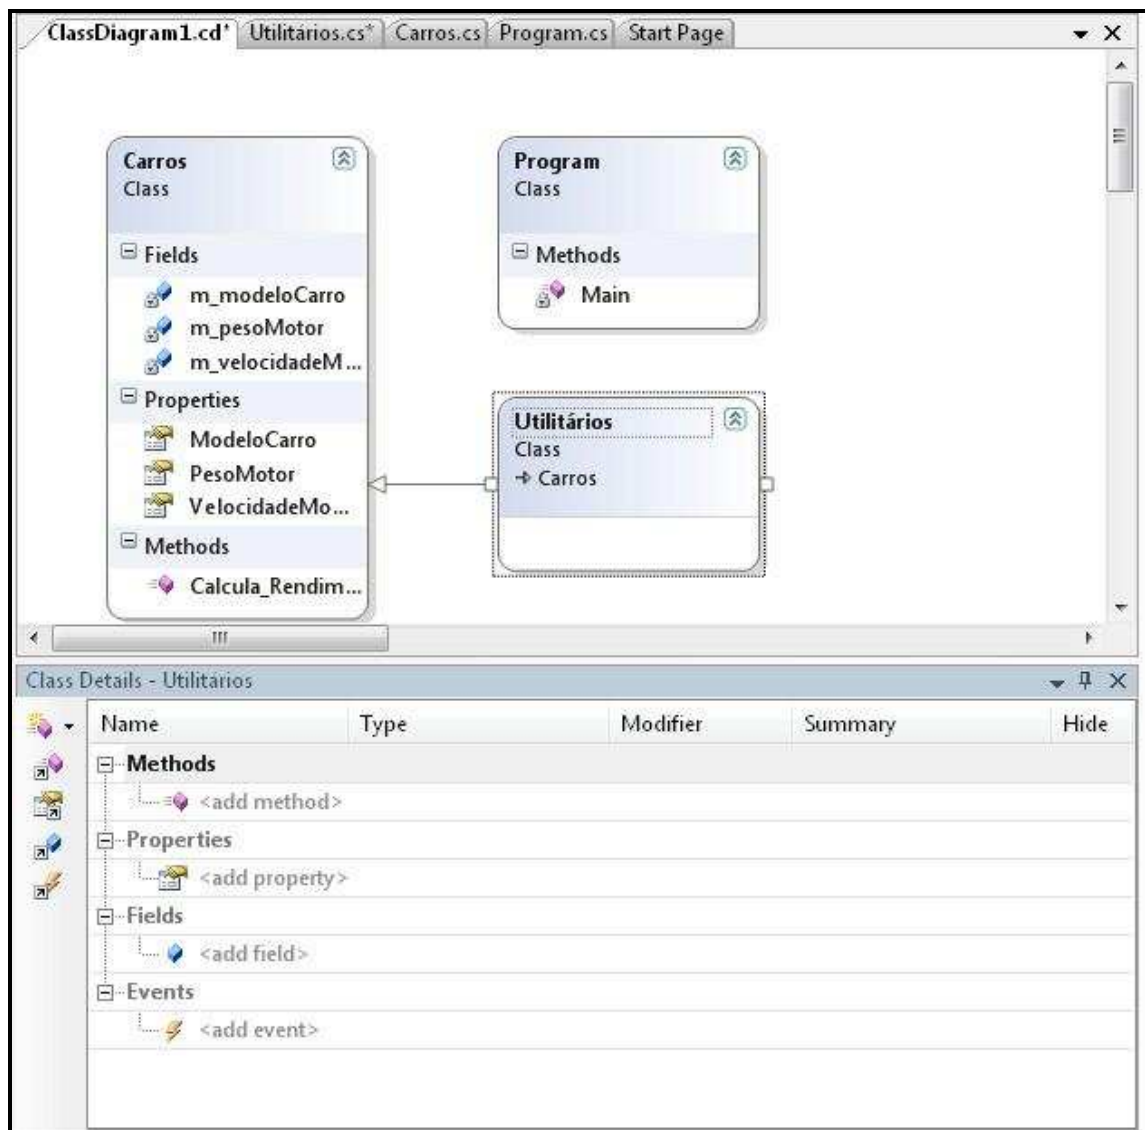 ClassDiagram1.cd* Utilitários.cs* Carros.cs Program.cs Start Page
Carros
Class
Fields
m_modeloCarro
m_pesoMotor
m_velocidadeM...
Properties
ModeloCarro
PesoMotor
VelocidadeMo...
Methods
Calcula_Rendim...
Program
Class
Methods
Main
Utilitários
Class
Carros
Class Details - Utilitários
Name Type Modifier Summary Hide
Methods
<add method>
Properties
<add property>
Fields
<add field>
Events
<add event>